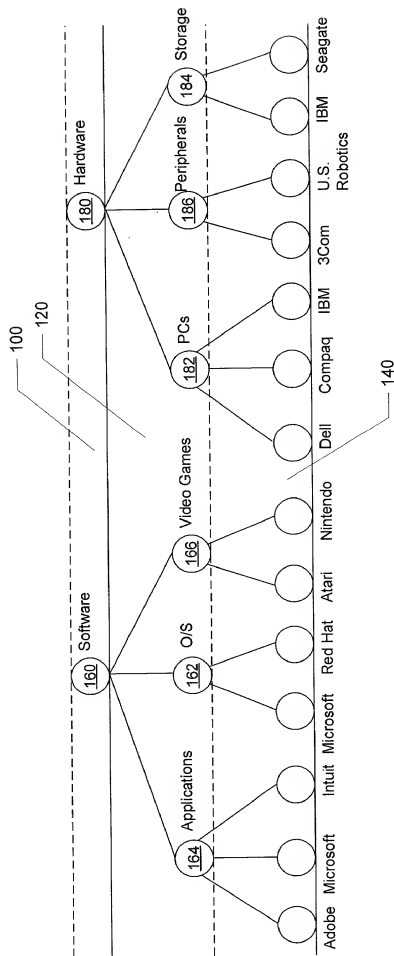 100
120
Software
160
Hardware
180
Applications
164
O/S
162
Video Games
166
PCs
182
Peripherals
186
Storage
184
140
Adobe
Microsoft
Intuit
Microsoft
Red Hat
Atari
Nintendo
Dell
Compaq
IBM
3Com
U.S.
Robotics
IBM
Seagate